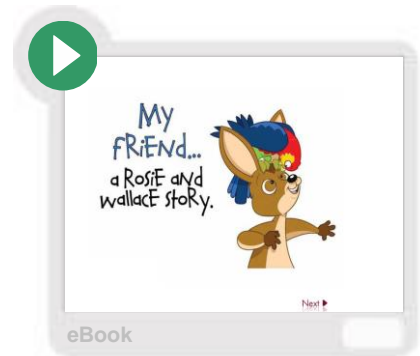 My
fRiENd...
a RosiE and
wallacE stoRy.
Next
eBook